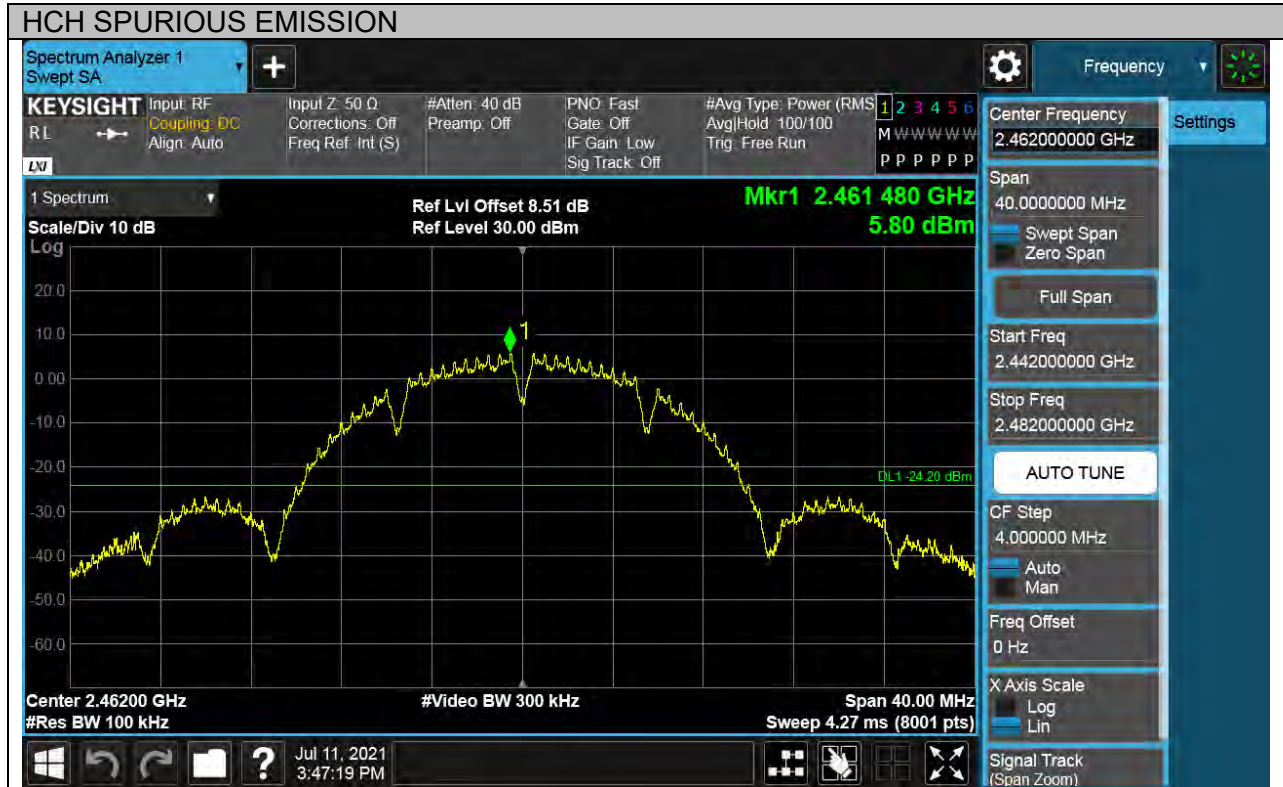 HCH SPURIOUS EMISSION
Spectrum Analyzer 1
Swept SA
Frequency
KEYSIGHT
RL
LXI
Input: RF
Coupling: DC
Align: Auto
Input Z: 50 Ω
Corrections: Off
Freq Ref: Int (S)
#Atten: 40 dB
Preamp: Off
PNO: Fast
Gate: Off
IF Gain: Low
Sig Track: Off
#Avg Type: Power (RMS
Avg|Hold: 100/100
Trig: Free Run
1 2 3 4 5 6
M W W W W W
P P P P P P
Center Frequency
2.462000000 GHz
Settings
1 Spectrum
Scale/Div 10 dB
Ref Lvl Offset 8.51 dB
Ref Level 30.00 dBm
Mkr1 2.461 480 GHz
5.80 dBm
Span
40.0000000 MHz
Swept Span
Zero Span
Full Span
Start Freq
2.442000000 GHz
Stop Freq
2.482000000 GHz
AUTO TUNE
CF Step
4.000000 MHz
Auto
Man
Freq Offset
0 Hz
X Axis Scale
Log
Lin
Signal Track
(Span Zoom)
Log
20.0
10.0
0.00
-10.0
-20.0
-30.0
-40.0
-50.0
-60.0
1
DL1 -24.20 dBm
Center 2.46200 GHz
#Res BW 100 kHz
#Video BW 300 kHz
Span 40.00 MHz
Sweep 4.27 ms (8001 pts)
?
Jul 11, 2021
3:47:19 PM